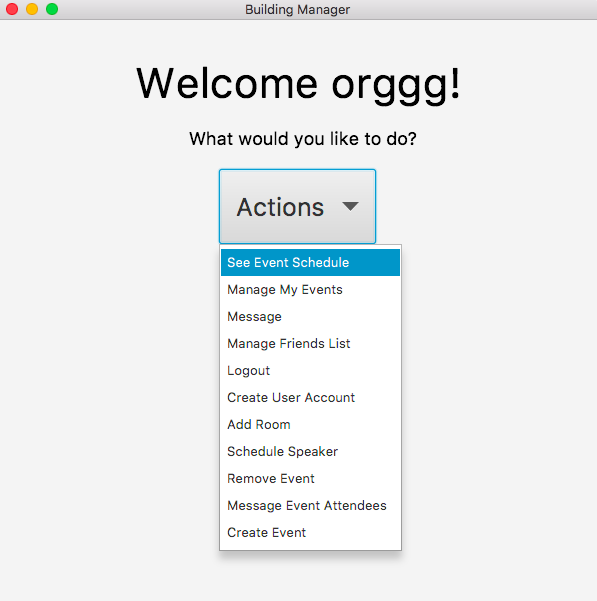 Building Manager
Welcome orggg!
What would you like to do?
Actions
See Event Schedule
Manage My Events
Message
Manage Friends List
Logout
Create User Account
Add Room
Schedule Speaker
Remove Event
Message Event Attendees
Create Event